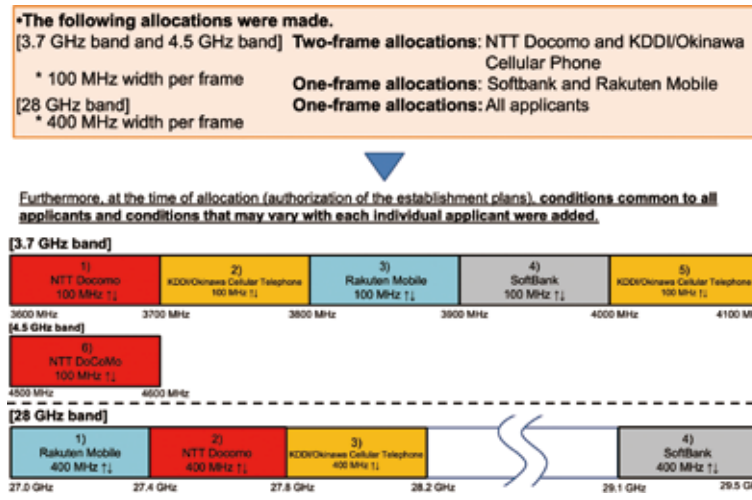 •The following allocations were made.
[3.7 GHz band and 4.5 GHz band] Two-frame allocations: NTT Docomo and KDDI/Okinawa
Cellular Phone
* 100 MHz width per frame
One-frame allocations: Softbank and Rakuten Mobile
[28 GHz band] One-frame allocations: All applicants
* 400 MHz width per frame
Furthermore, at the time of allocation (authorization of the establishment plans), conditions common to all
applicants and conditions that may vary with each individual applicant were added.
[3.7 GHz band]
1) 2) 3) 4) 5)
NTT Docomo KDDI/Okinawa Cellular Telephone Rakuten Mobile SoftBank KDDI/Okinawa Cellular Telephone
100 MHz ↑↓ 100 MHz ↑↓ 100 MHz ↑↓ 100 MHz ↑↓ 100 MHz ↑↓
3600 MHz 3700 MHz 3800 MHz 3900 MHz 4000 MHz 4100 MH
[4.5 GHz band]
6)
NTT DoCoMo
100 MHz ↑↓
4500 MHz 4600 MHz
[28 GHz band]
1) 2) 3) 4)
Rakuten Mobile NTT Docomo KDDI/Okinawa Cellular Telephone SoftBank
400 MHz ↑↓ 400 MHz ↑↓ 400 MHz ↑↓ 400 MHz ↑↓
27.0 GHz 27.4 GHz 27.8 GHz 28.2 GHz 29.1 GHz 29.5 G